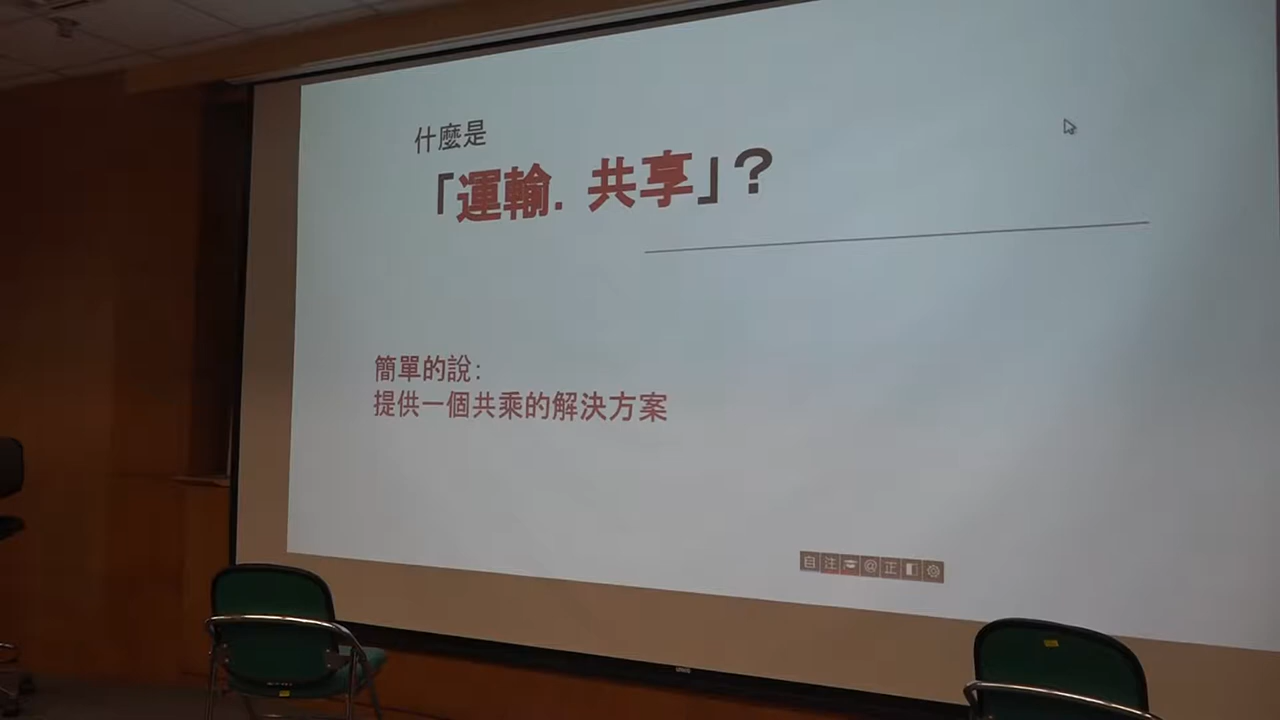 什麼是
「運輸．共享」？
簡單的說：
提供一個共乘的解決方案
自 注 @ 正